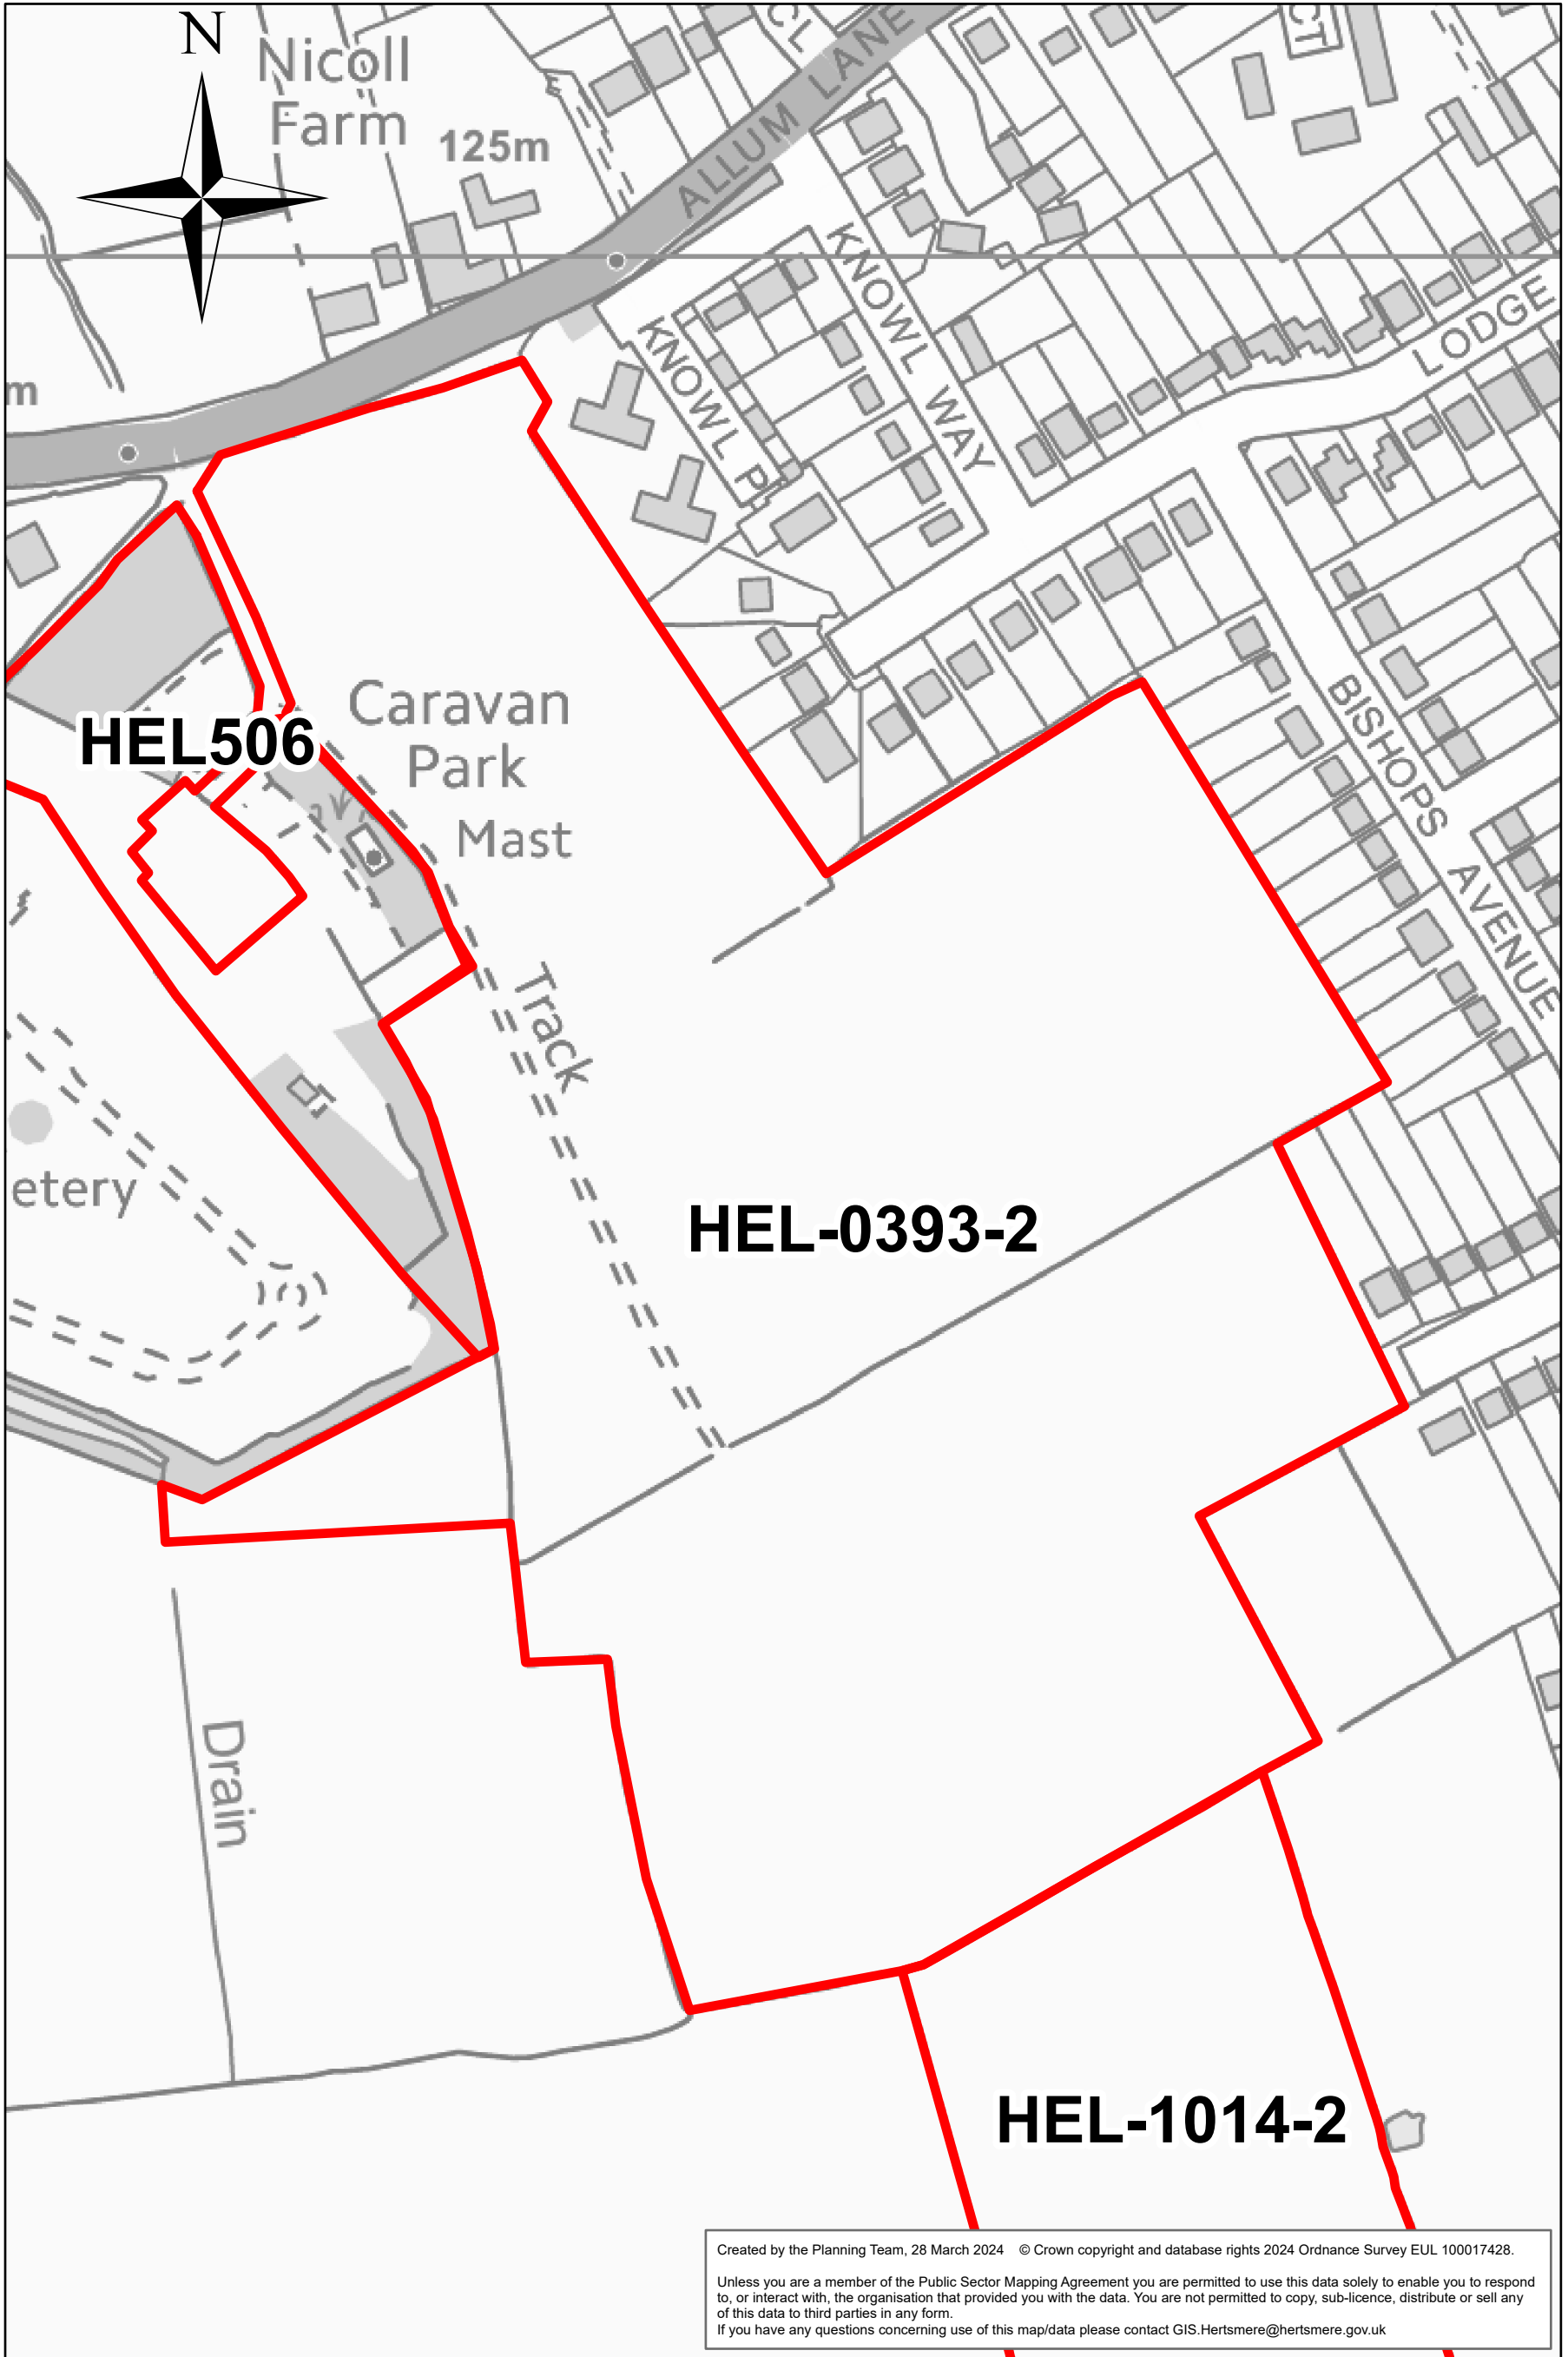 N
Nicoll
Farm
125m
CL
ALLUM LANE
CT
m
KNOWL WAY
KNOWL P
LODGE
HEL506
Caravan
Park
Mast
BISHOPS AVENUE
Track
etery
HEL-0393-2
Drain
HEL-1014-2
Created by the Planning Team, 28 March 2024 © Crown copyright and database rights 2024 Ordnance Survey EUL 100017428.
Unless you are a member of the Public Sector Mapping Agreement you are permitted to use this data solely to enable you to respond
to, or interact with, the organisation that provided you with the data. You are not permitted to copy, sub-licence, distribute or sell any
of this data to third parties in any form.
If you have any questions concerning use of this map/data please contact GIS.Hertsmere@hertsmere.gov.uk